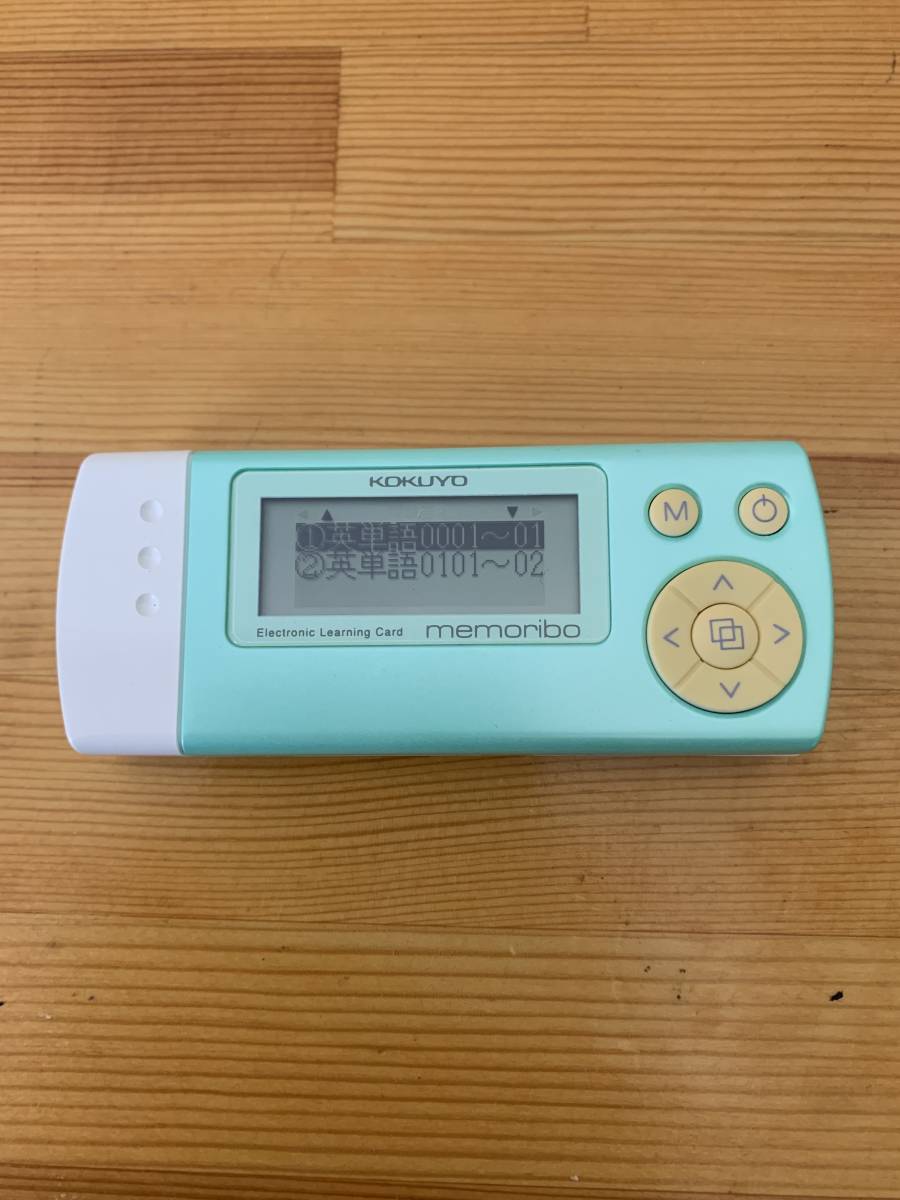 KOKUYO
①英単語0001～01
②英単語0101～02
Electronic Learning Card memoribo
M